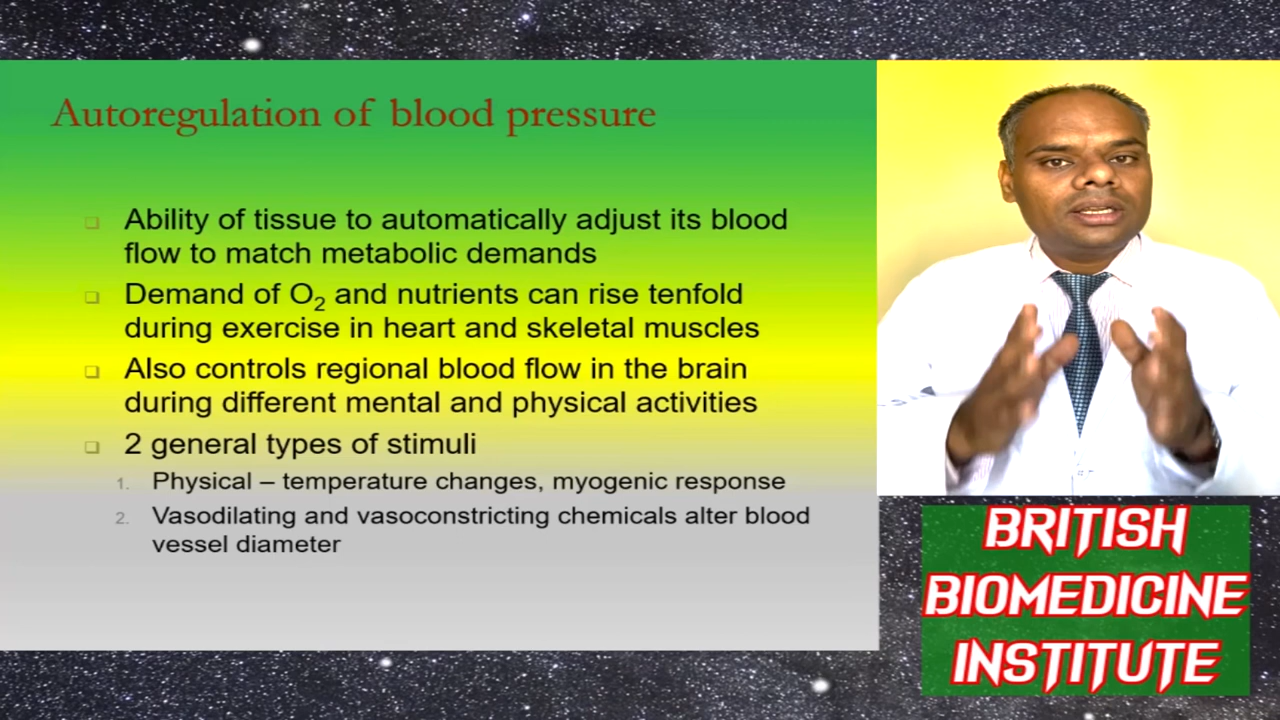 Autoregulation of blood pressure
❑ Ability of tissue to automatically adjust its blood
flow to match metabolic demands
❑ Demand of O₂ and nutrients can rise tenfold
during exercise in heart and skeletal muscles
❑ Also controls regional blood flow in the brain
during different mental and physical activities
❑ 2 general types of stimuli
1. Physical – temperature changes, myogenic response
2. Vasodilating and vasoconstricting chemicals alter blood
vessel diameter
BRITISH
BIOMEDICINE
INSTITUTE